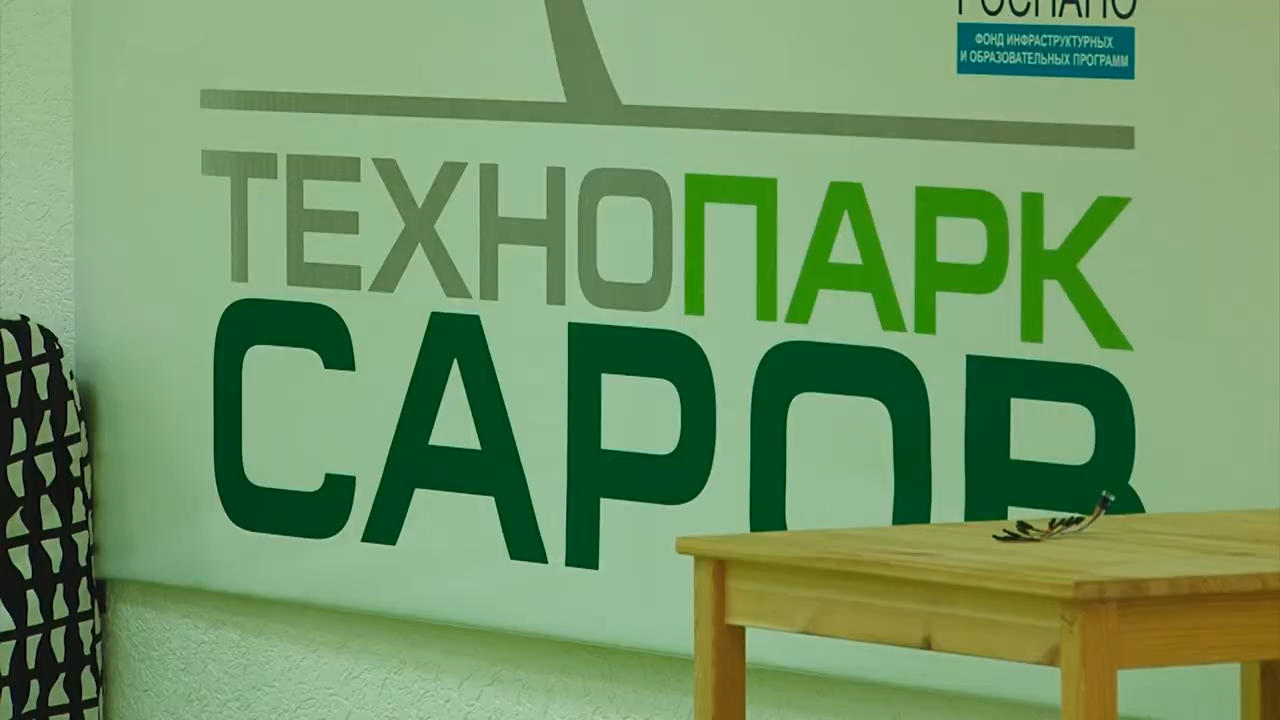 РОСНАНО
ФОНД ИНФРАСТРУКТУРНЫХ
И ОБРАЗОВАТЕЛЬНЫХ ПРОГРАММ
ТЕХНОПАРК
САРОВ